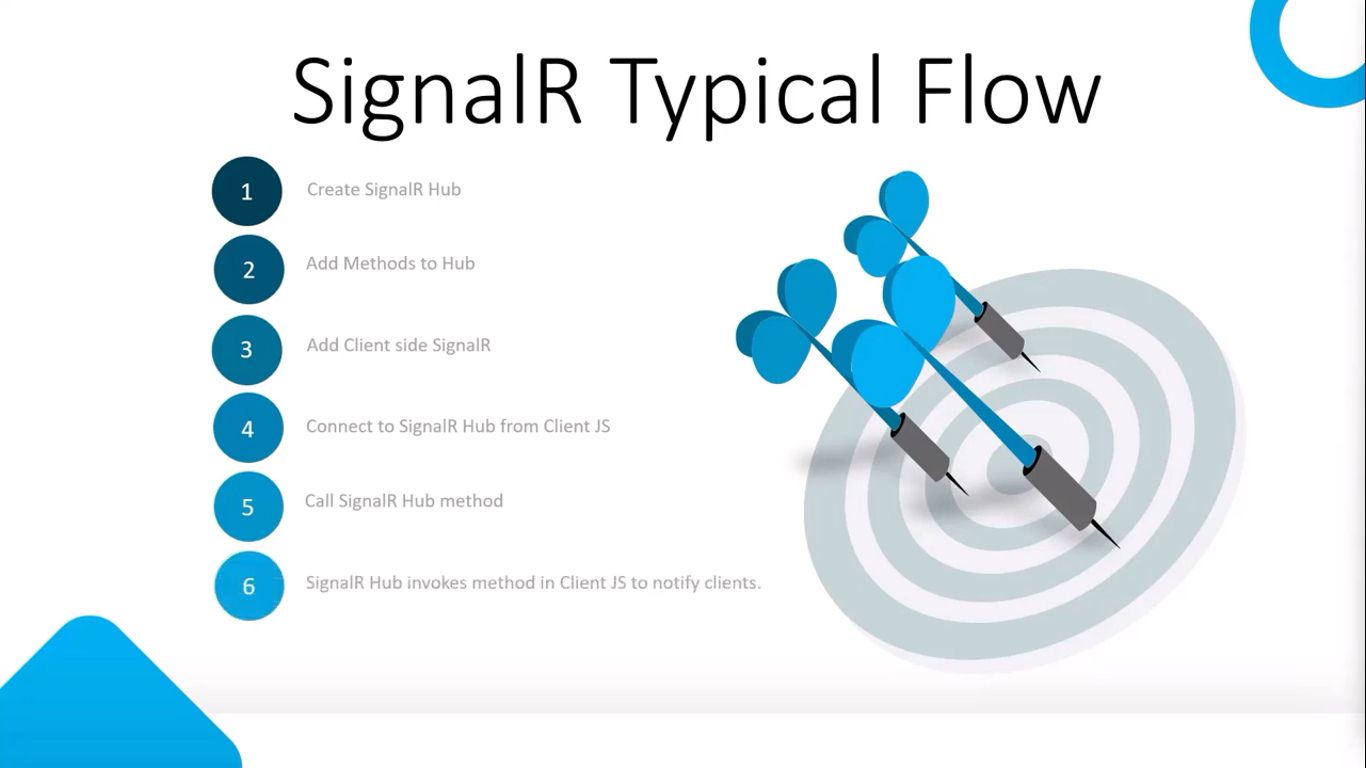 SignalR Typical Flow
1 Create SignalR Hub
2 Add Methods to Hub
3 Add Client side SignalR
4 Connect to SignalR Hub from Client JS
5 Call SignalR Hub method
6 SignalR Hub invokes method in Client JS to notify clients.